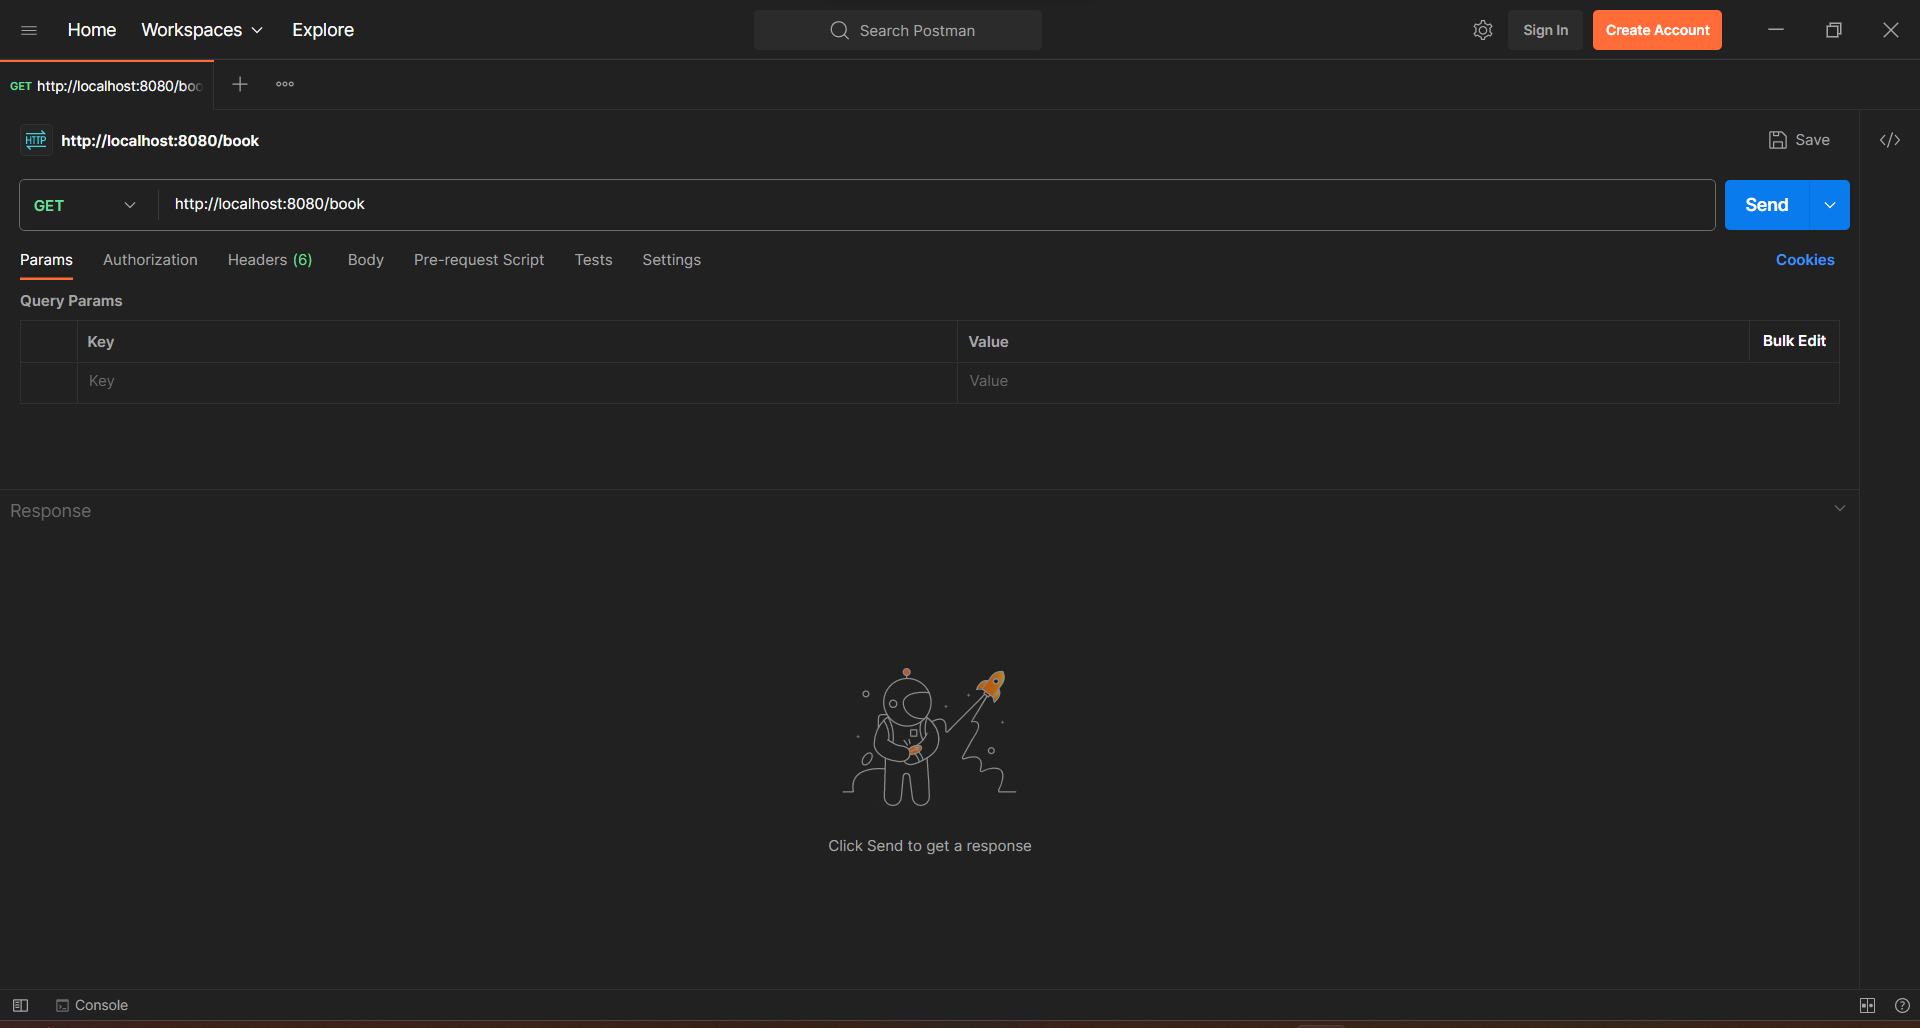 Home Workspaces Explore Search Postman Sign In Create Account
GET http://localhost:8080/boo
HTTP http://localhost:8080/book Save
GET http://localhost:8080/book Send
Params Authorization Headers (6) Body Pre-request Script Tests Settings Cookies
Query Params
Key Value Bulk Edit
Key Value
Response
Click Send to get a response
Console